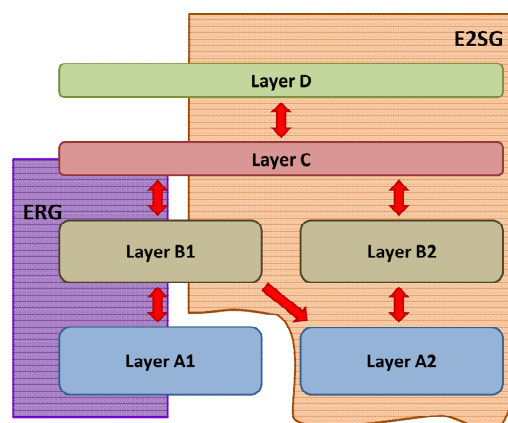 E2SG
Layer D
Layer C
ERG
Layer B1
Layer B2
Layer A1
Layer A2